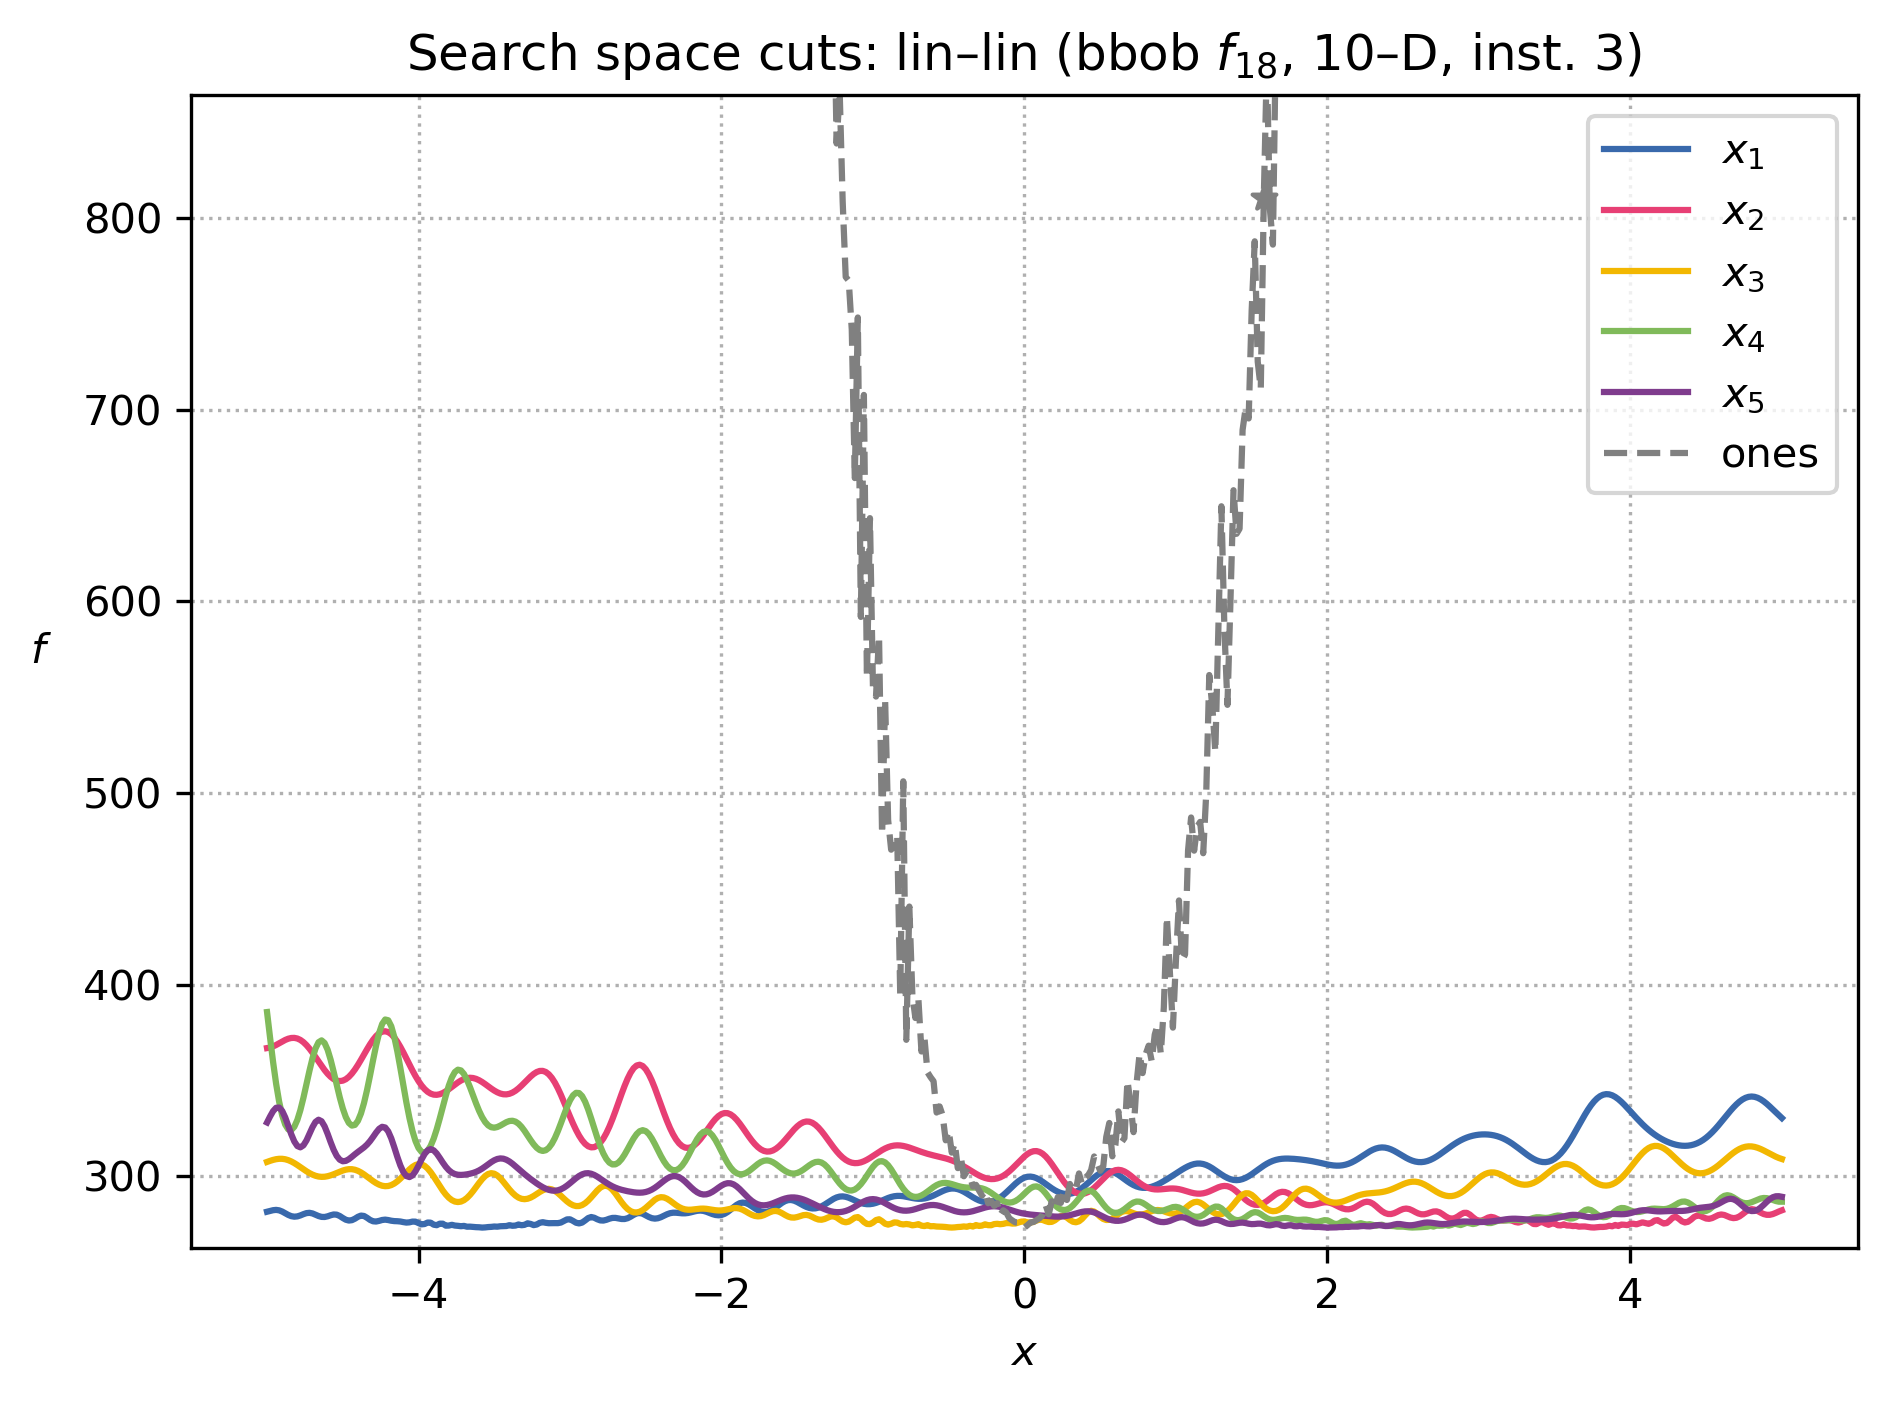 Search space cuts: lin–lin (bbob f18, 10–D, inst. 3)
x1
x2
x3
x4
x5
ones
800
700
600
500
400
300
f
−4 −2 0 2 4
x